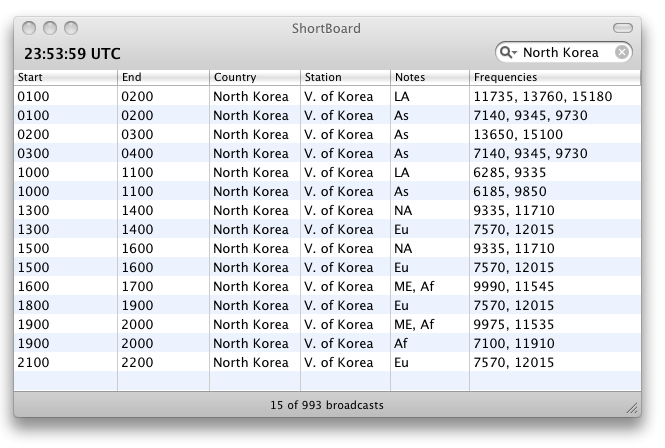 ShortBoard
23:53:59 UTC North Korea
Start End Country Station Notes Frequencies
0100 0200 North Korea V. of Korea LA 11735, 13760, 15180
0100 0200 North Korea V. of Korea As 7140, 9345, 9730
0200 0300 North Korea V. of Korea As 13650, 15100
0300 0400 North Korea V. of Korea As 7140, 9345, 9730
1000 1100 North Korea V. of Korea LA 6285, 9335
1000 1100 North Korea V. of Korea As 6185, 9850
1300 1400 North Korea V. of Korea NA 9335, 11710
1300 1400 North Korea V. of Korea Eu 7570, 12015
1500 1600 North Korea V. of Korea NA 9335, 11710
1500 1600 North Korea V. of Korea Eu 7570, 12015
1600 1700 North Korea V. of Korea ME, Af 9990, 11545
1800 1900 North Korea V. of Korea Eu 7570, 12015
1900 2000 North Korea V. of Korea ME, Af 9975, 11535
1900 2000 North Korea V. of Korea Af 7100, 11910
2100 2200 North Korea V. of Korea Eu 7570, 12015
15 of 993 broadcasts